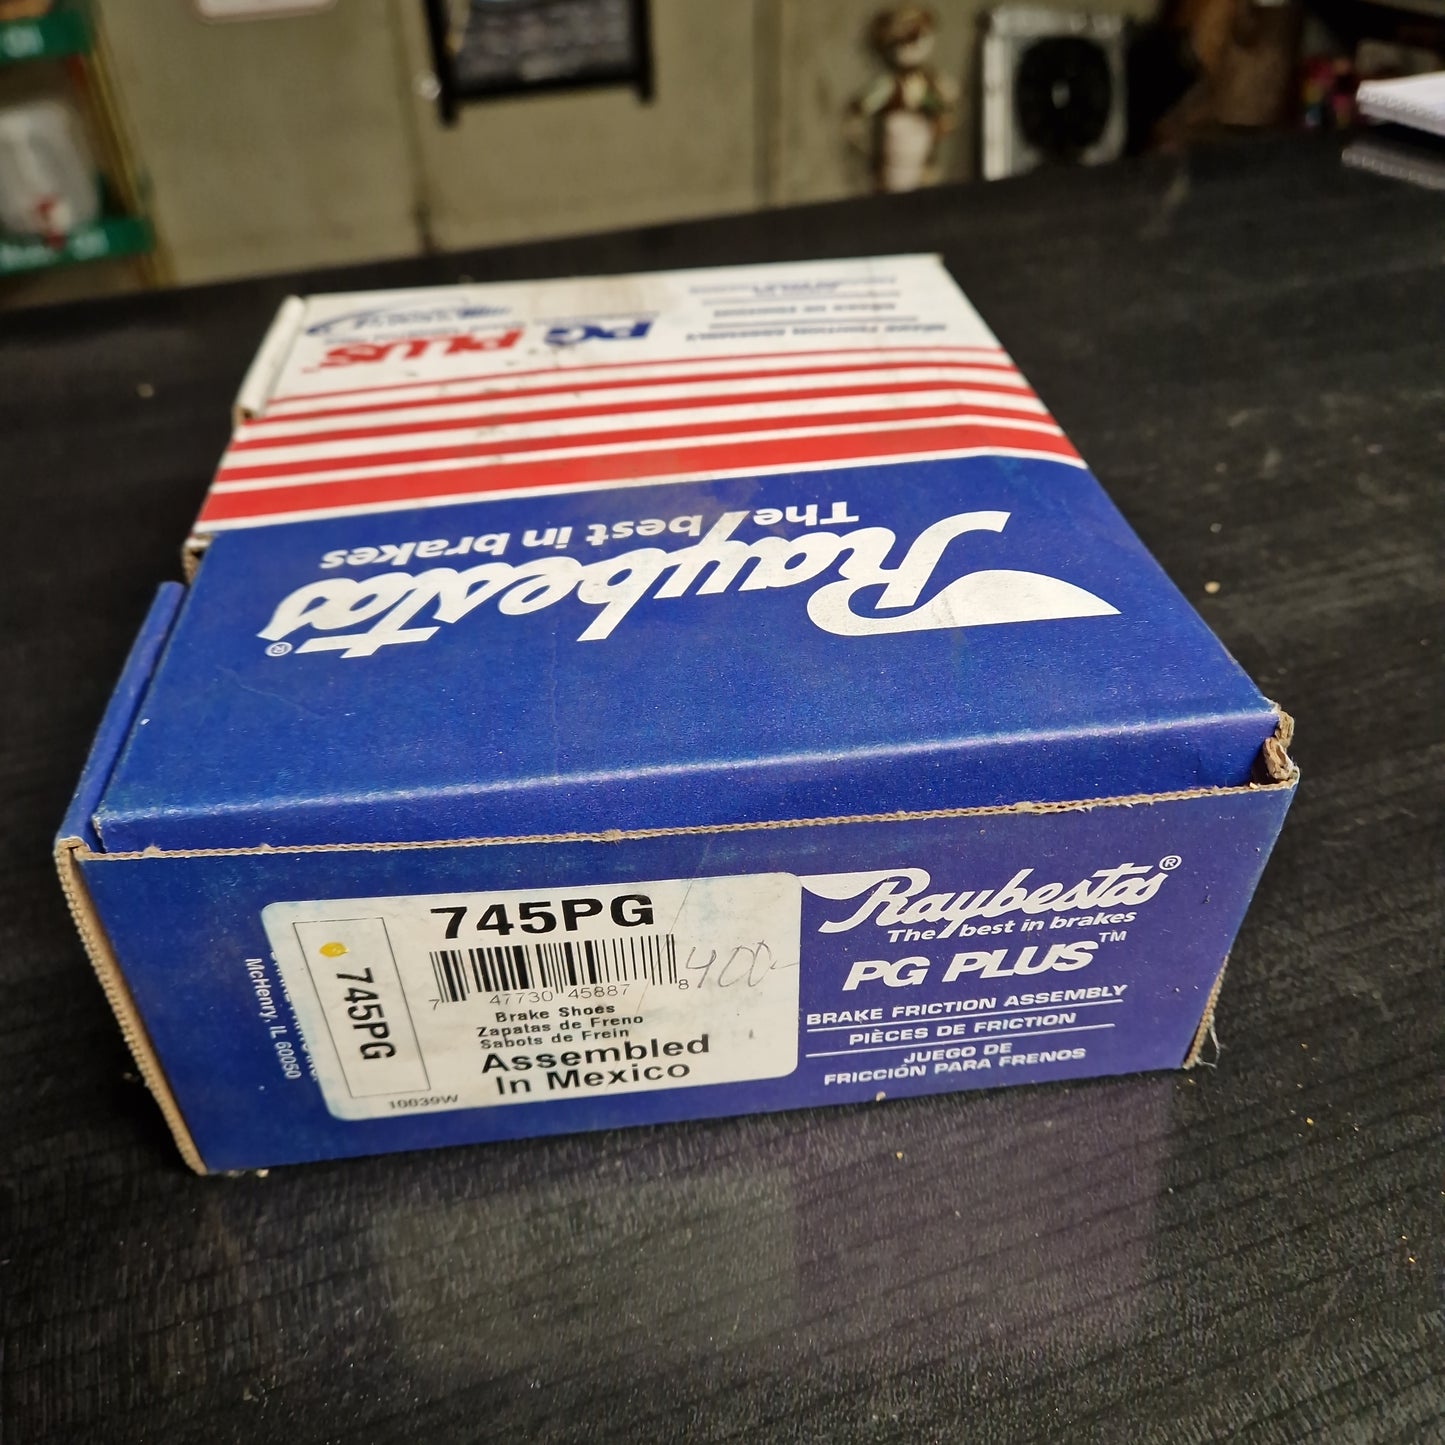 PG PLUS
The best in brakes
Raybestos®
745PG
7 47730 45887 8
400-
Brake Shoes
Zapatas de Freno
Sabots de Frein
Assembled
In Mexico
745PG
10039W
McHenry, IL 60050
Raybestos®
The best in brakes
PG PLUS™
BRAKE FRICTION ASSEMBLY
PIÈCES DE FRICTION
JUEGO DE
FRICCIÓN PARA FRENOS